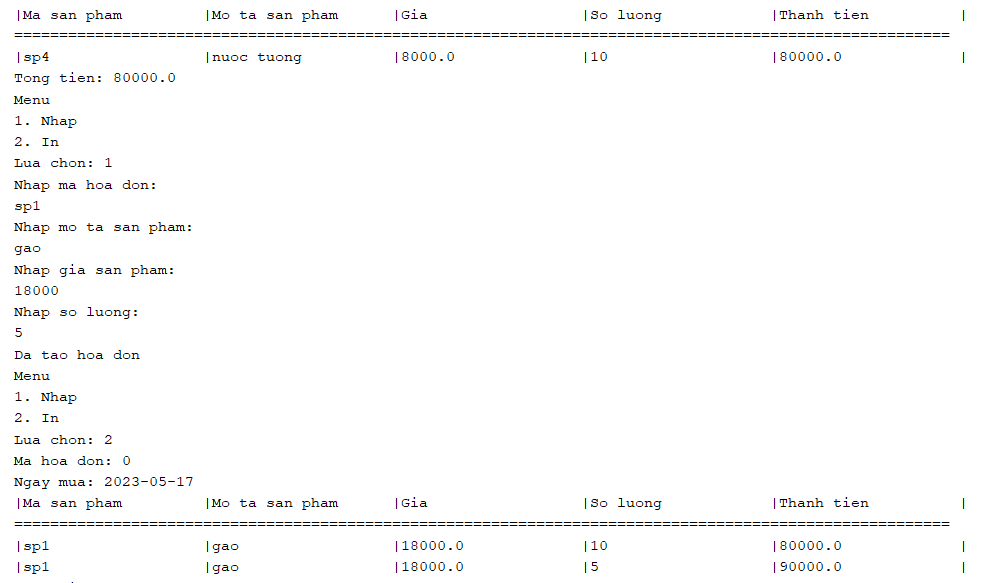 |Ma san pham |Mo ta san pham |Gia |So luong |Thanh tien |
========================================================================================================
|sp4 |nuoc tuong |8000.0 |10 |80000.0 |
Tong tien: 80000.0
Menu
1. Nhap
2. In
Lua chon: 1
Nhap ma hoa don:
sp1
Nhap mo ta san pham:
gao
Nhap gia san pham:
18000
Nhap so luong:
5
Da tao hoa don
Menu
1. Nhap
2. In
Lua chon: 2
Ma hoa don: 0
Ngay mua: 2023-05-17
|Ma san pham |Mo ta san pham |Gia |So luong |Thanh tien |
========================================================================================================
|sp1 |gao |18000.0 |10 |80000.0 |
|sp1 |gao |18000.0 |5 |90000.0 |